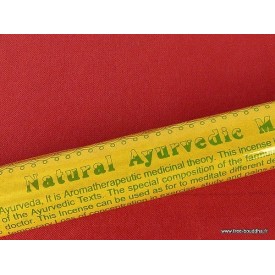 Natural Ayurvedic M
Ayurveda, It is Aromatherapeutic medicinal theory. This incense
of the Ayurvedic Texts. The special composition of the
doctor. This Incense can be used as for to meditate different
© www.tree-bouddha.fr